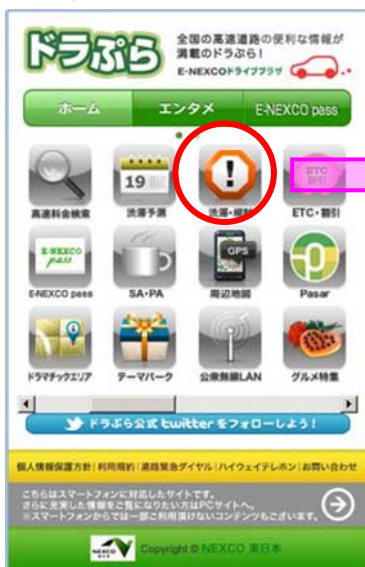 ドラぷら
全国の高速道路の便利な情報が
満載のドラぷら！
E-NEXCOドライブプラザ
ホーム エンタメ E-NEXCO pass
19
!
ETC
割引
高速料金検索 渋滞予測 渋滞・規制 ETC・割引
E-NEXCO
pass
GPS
P
E-NEXCO pass SA・PA 周辺地図 Pasar
ドラマチックエリア テーマパーク 公衆無線LAN グルメ特集
ドラぷら公式 twitter をフォローしよう！
個人情報保護方針 | 利用規約 | 道路緊急ダイヤル | ハイウェイテレホン | お問い合わせ
こちらはスマートフォンに対応したサイトです。
さらに充実した情報をご覧になりたい方はPCサイトへ。
※スマートフォンからでは一部ご利用頂けないコンテンツもございます。
NEXCO
Copyright © NEXCO 東日本